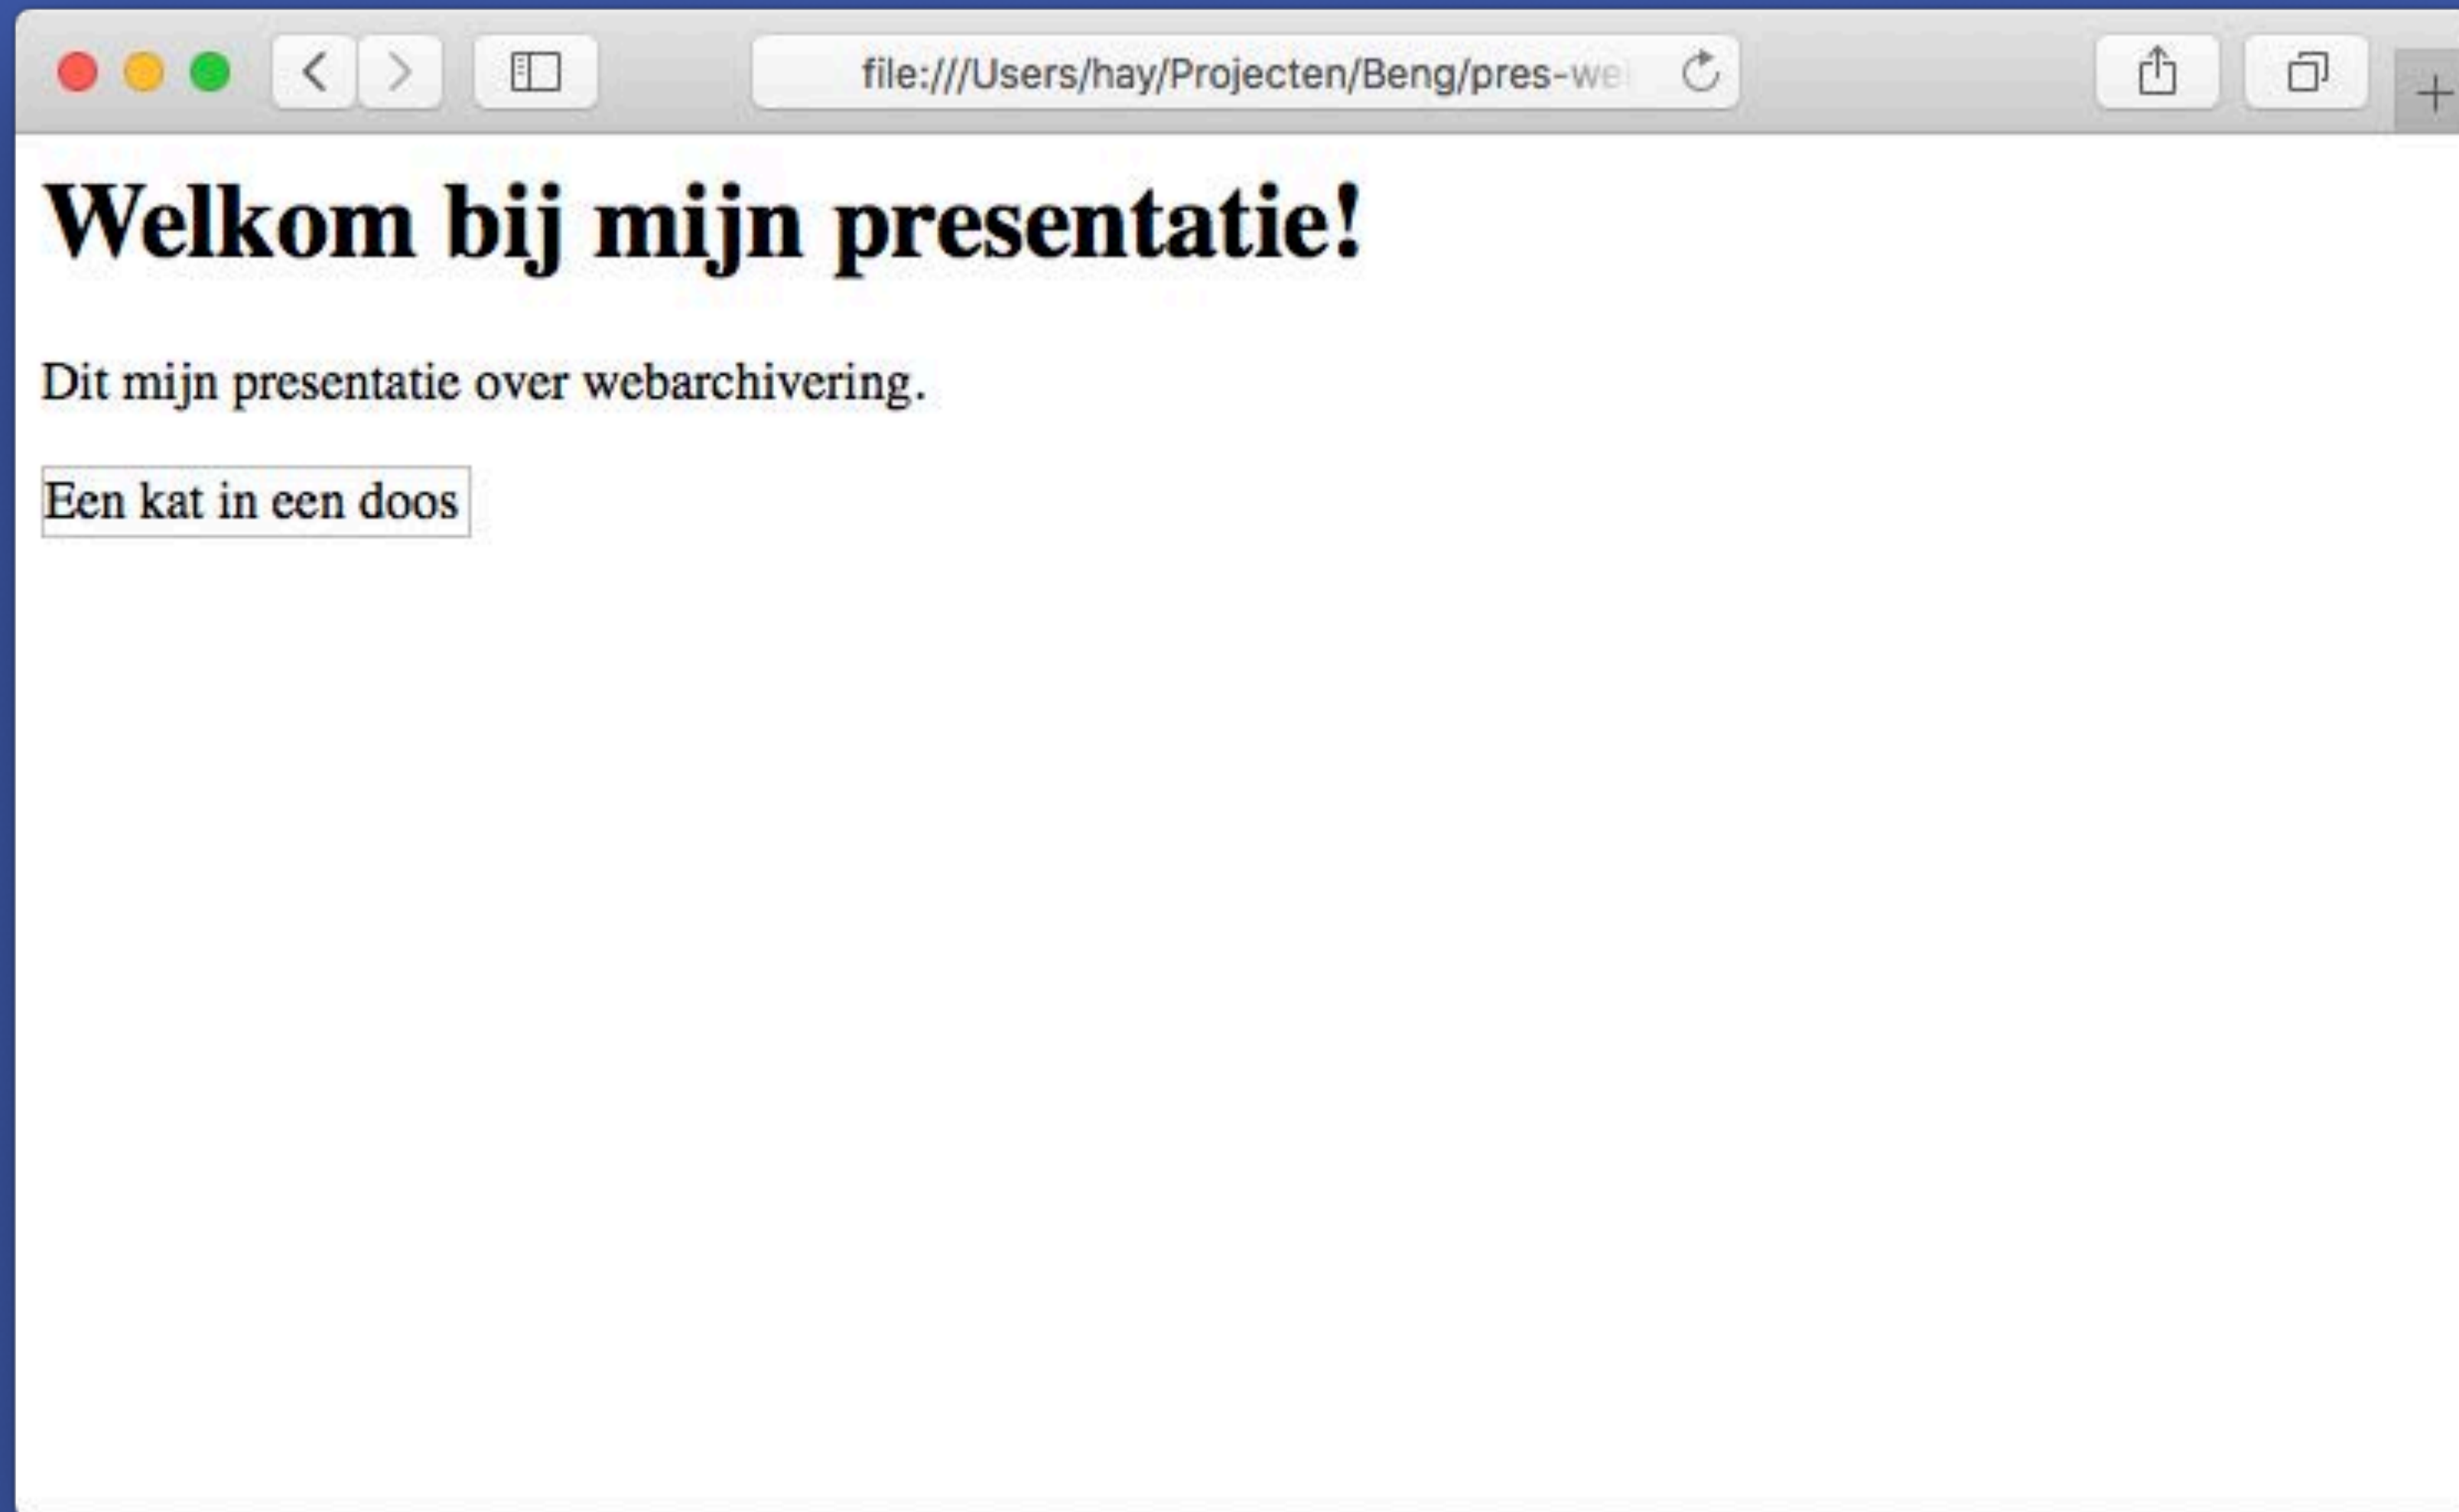 file:///Users/hay/Projecten/Beng/pres-we
Welkom bij mijn presentatie!
Dit mijn presentatie over webarchivering.
Een kat in een doos